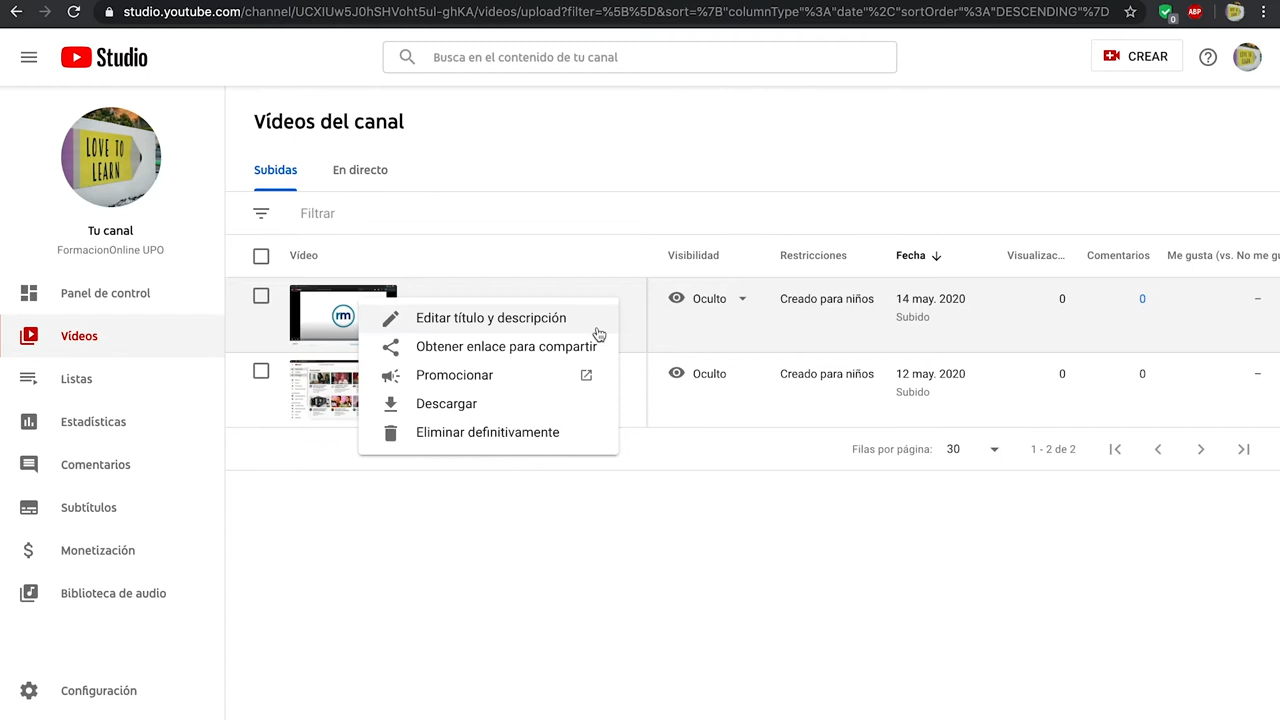 studio.youtube.com/channel/UCXIUw5J0hSHVoht5ul-ghKA/videos/upload?filter=%5B%5D&sort=%7B"columnType"%3A"date"%2C"sortOrder"%3A"DESCENDING"%7D
0
ABP
Studio
Busca en el contenido de tu canal
CREAR
LOVE TO
LEARN
Tu canal
FormacionOnline UPO
Panel de control
Vídeos
Listas
Estadísticas
Comentarios
Subtítulos
Monetización
Biblioteca de audio
Configuración
Vídeos del canal
Subidas
En directo
Filtrar
Vídeo
Visibilidad
Restricciones
Fecha
Visualizac...
Comentarios
Me gusta (vs. No me gu
rm
Oculto
Creado para niños
14 may. 2020
Subido
0
0
–
Editar título y descripción
Obtener enlace para compartir
Promocionar
Descargar
Eliminar definitivamente
Oculto
Creado para niños
12 may. 2020
Subido
0
0
–
Filas por página:
30
1 - 2 de 2